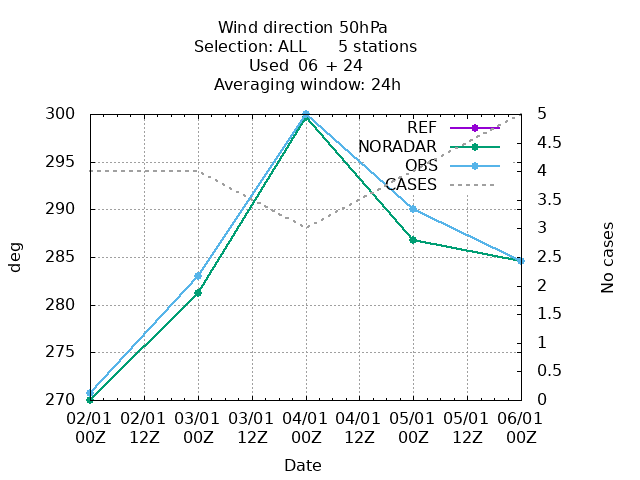 Wind direction 50hPa
Selection: ALL 5 stations
Used 06 + 24
Averaging window: 24h
300
295
290
285
280
275
270
deg
5
4.5
4
3.5
3
2.5
2
1.5
1
0.5
0
No cases
REF
NORADAR
OBS
CASES
02/01 02/01 03/01 03/01 04/01 04/01 05/01 05/01 06/01
00Z 12Z 00Z 12Z 00Z 12Z 00Z 12Z 00Z
Date